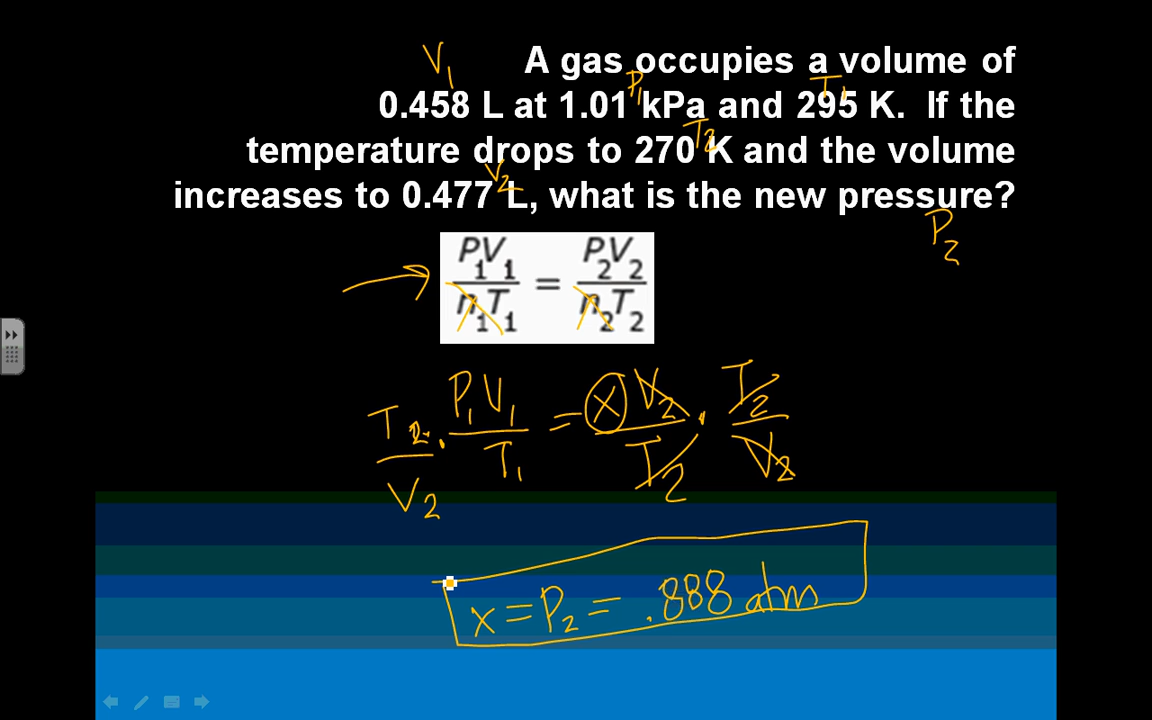 V₁
A gas occupies a volume of
P₁ T₁
0.458 L at 1.01 kPa and 295 K. If the
T₂
temperature drops to 270 K and the volume
V₂
increases to 0.477 L, what is the new pressure?
P₂
P₁V₁/n₁T₁ = P₂V₂/n₂T₂
T₂/V₂ · P₁V₁/T₁ = x V₂/T₂ · T₂/V₂
x = P₂ = .888 atm